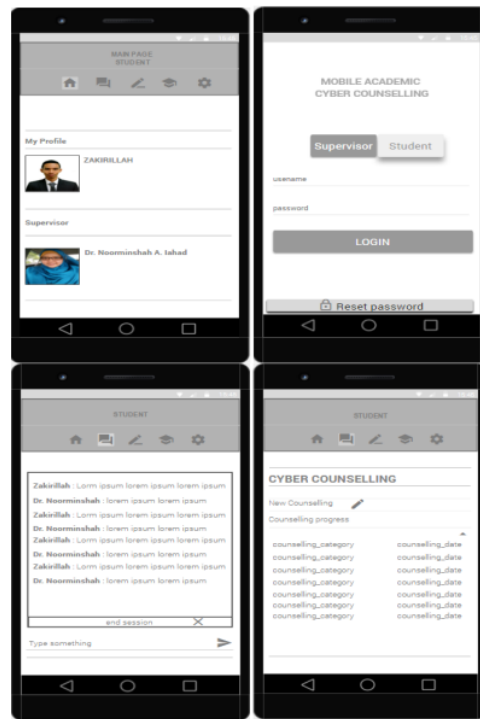 MAIN PAGE
STUDENT
My Profile
ZAKIRILLAH
Supervisor
Dr. Noorminshah A. Iahad
MOBILE ACADEMIC
CYBER COUNSELLING
Supervisor Student
usename
password
LOGIN
Reset password
STUDENT
Zakirillah : Lorm ipsum lorem ipsum lorem ipsum
Dr. Noorminshah : lorem ipsum lorem ipsum
Zakirillah : Lorm ipsum lorem ipsum lorem ipsum
Dr. Noorminshah : lorem ipsum lorem ipsum
Zakirillah : Lorm ipsum lorem ipsum lorem ipsum
Dr. Noorminshah : lorem ipsum lorem ipsum
Zakirillah : Lorm ipsum lorem ipsum lorem ipsum
Dr. Noorminshah : lorem ipsum lorem ipsum
end session
Type something
STUDENT
CYBER COUNSELLING
New Counselling
Counselling progress
counselling_category counselling_date
counselling_category counselling_date
counselling_category counselling_date
counselling_category counselling_date
counselling_category counselling_date
counselling_category counselling_date
counselling_category counselling_date